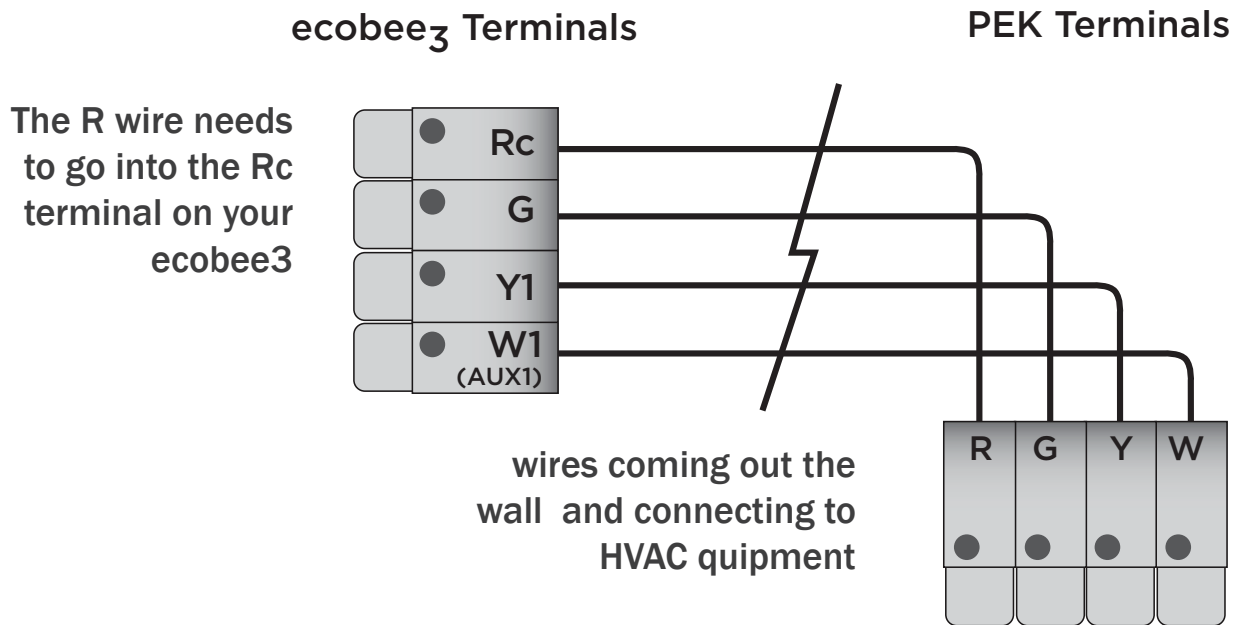 ecobee3 Terminals
PEK Terminals
The R wire needs
to go into the Rc
terminal on your
ecobee3
Rc
G
Y1
W1
(AUX1)
wires coming out the
wall and connecting to
HVAC quipment
R G Y W